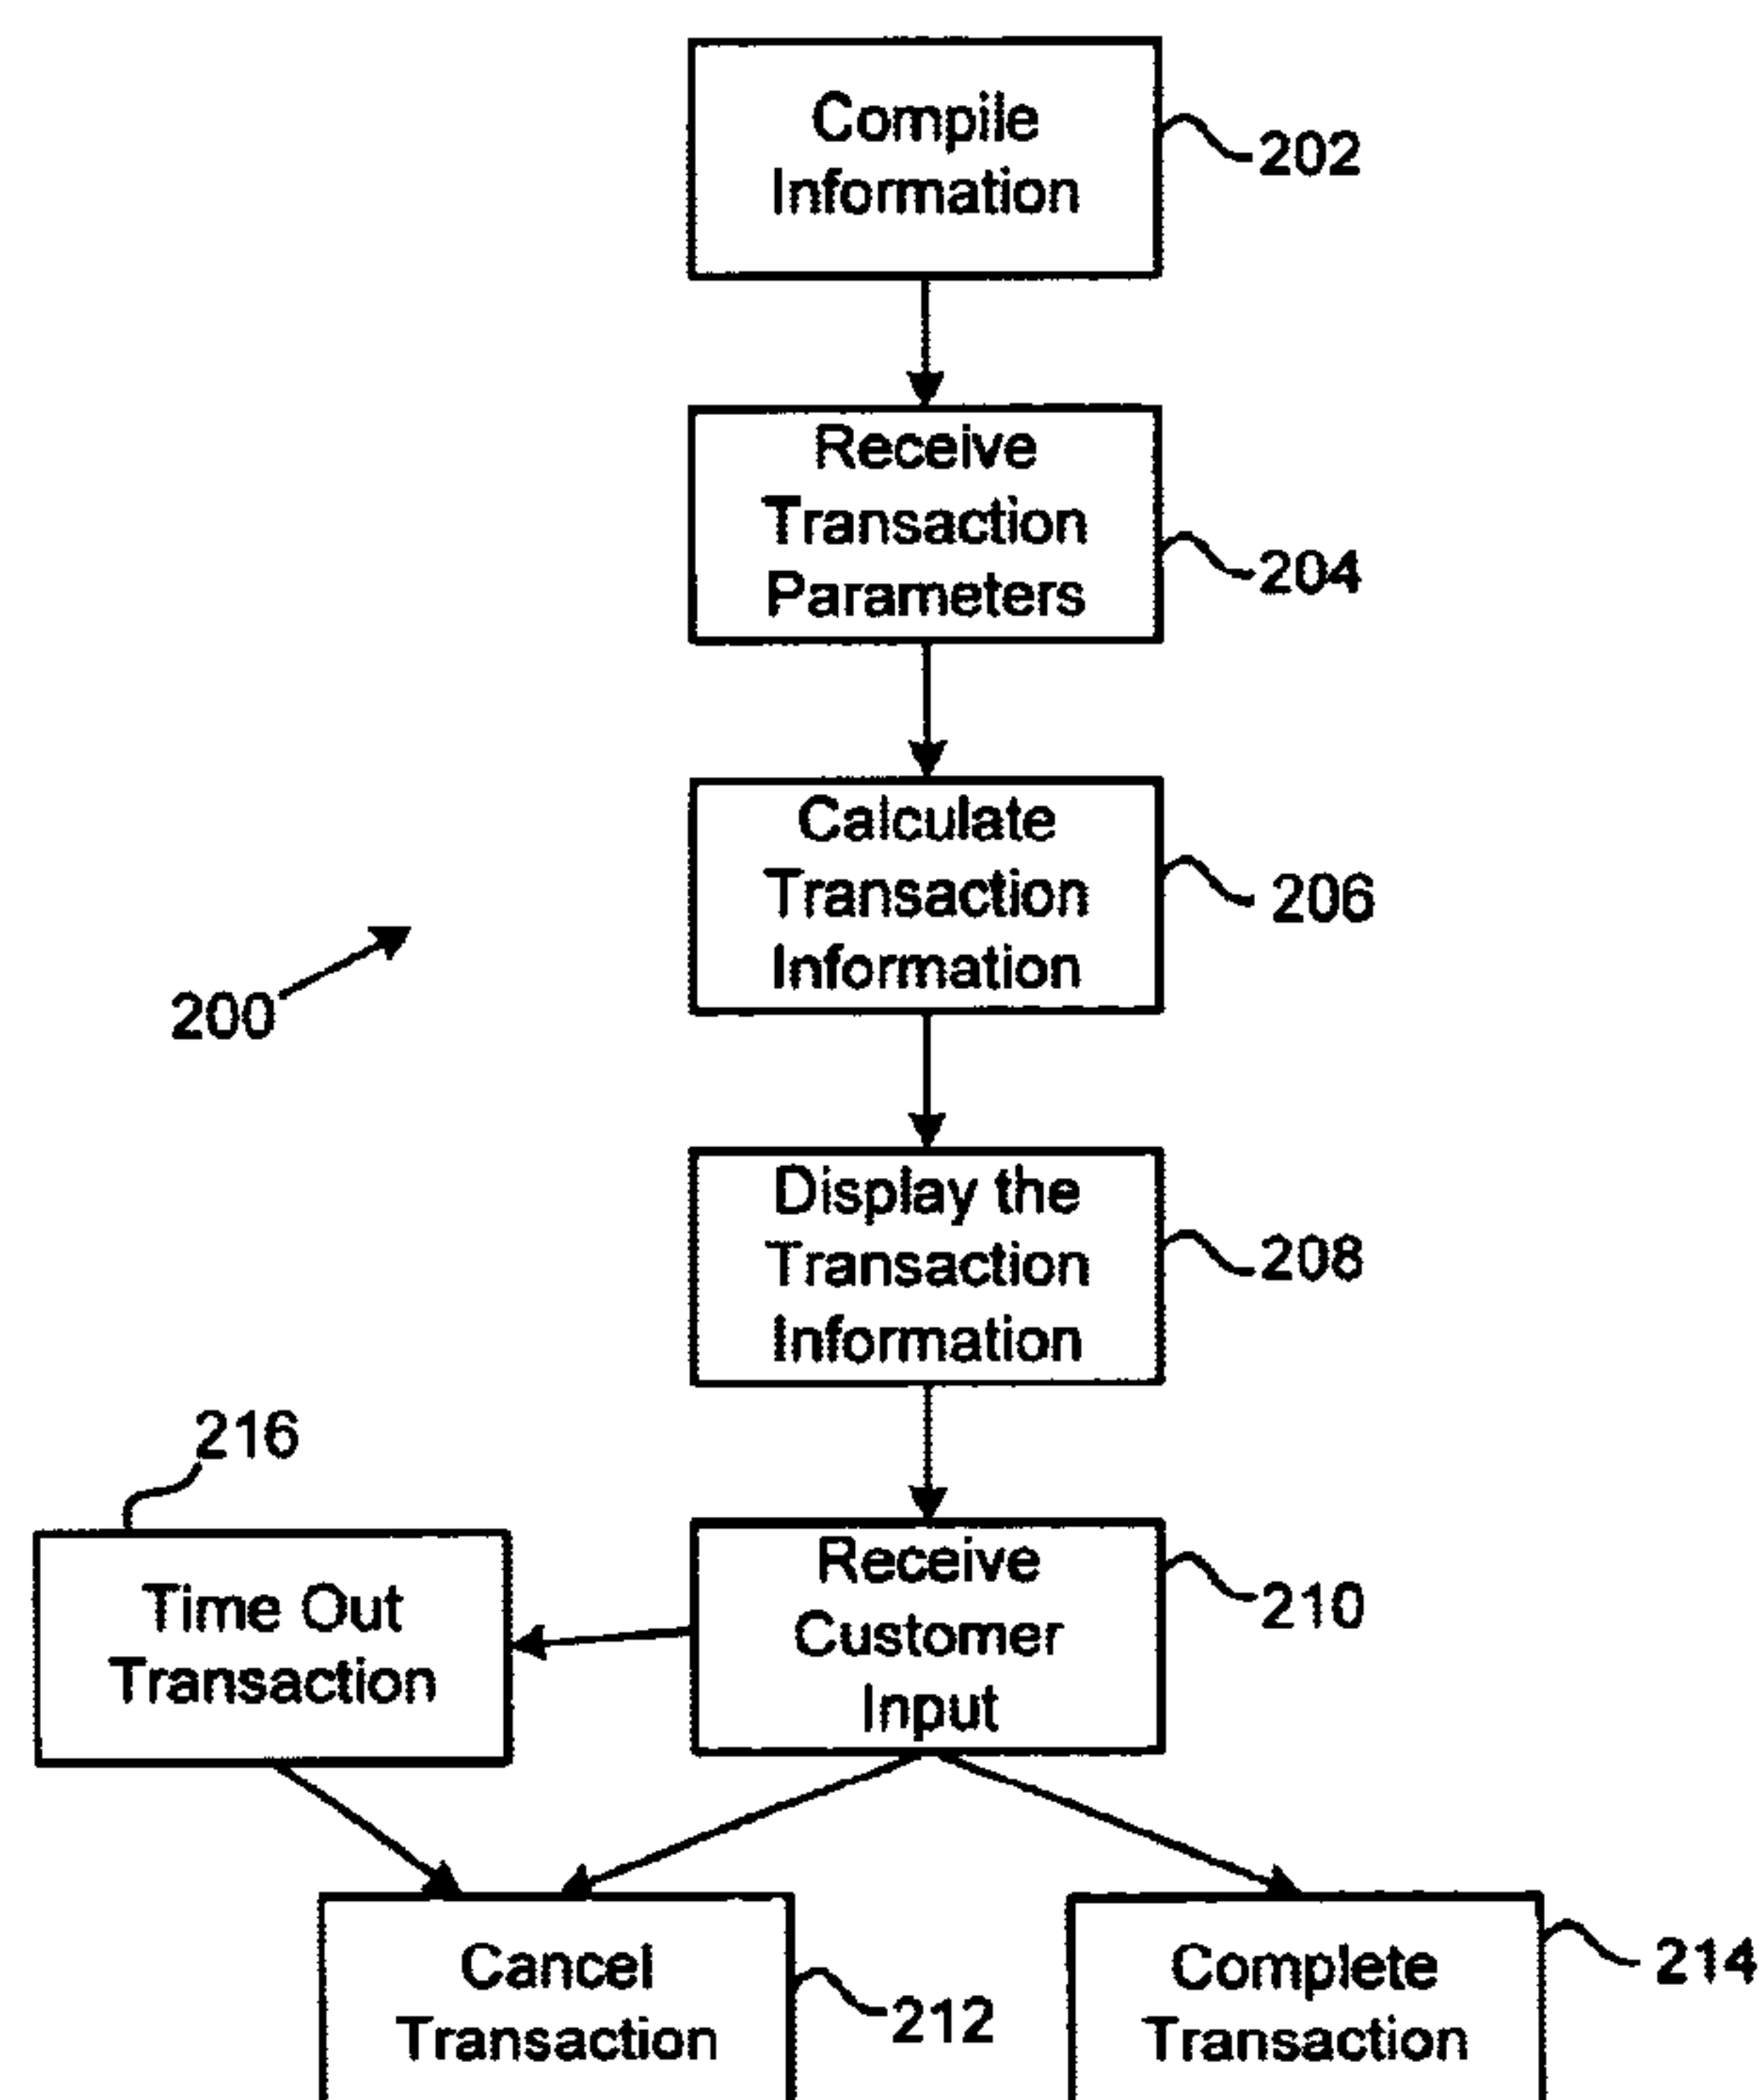 Compile
Information
202
Receive
Transaction
Parameters
204
Calculate
Transaction
Information
206
200
Display the
Transaction
Information
208
216
Time Out
Transaction
Receive
Customer
Input
210
Cancel
Transaction
212
Complete
Transaction
214